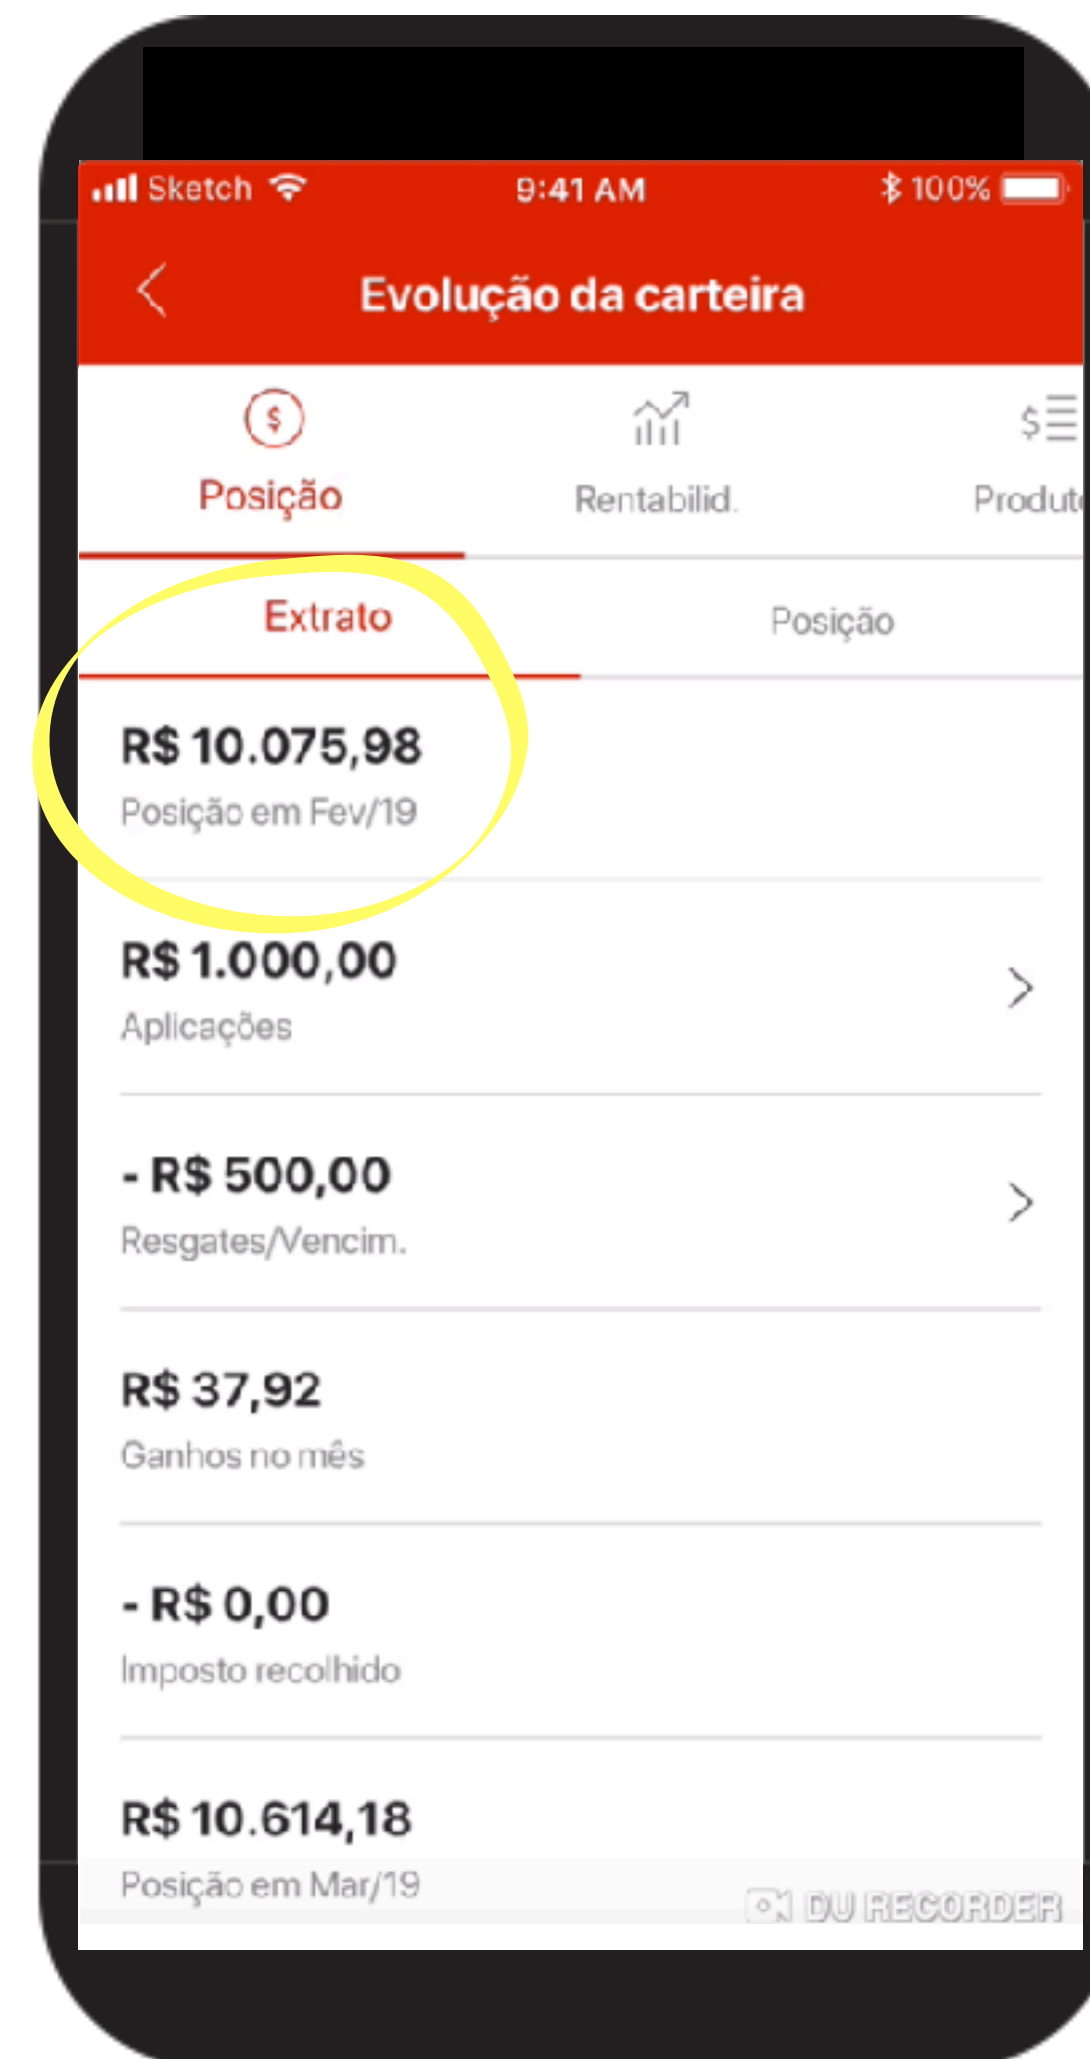 Sketch 9:41 AM 100%
Evolução da carteira
$ $
Posição Rentabilid. Produto
Extrato Posição
R$ 10.075,98
Posição em Fev/19
R$ 1.000,00
Aplicações
- R$ 500,00
Resgates/Vencim.
R$ 37,92
Ganhos no mês
- R$ 0,00
Imposto recolhido
R$ 10.614,18
Posição em Mar/19
DU RECORDER